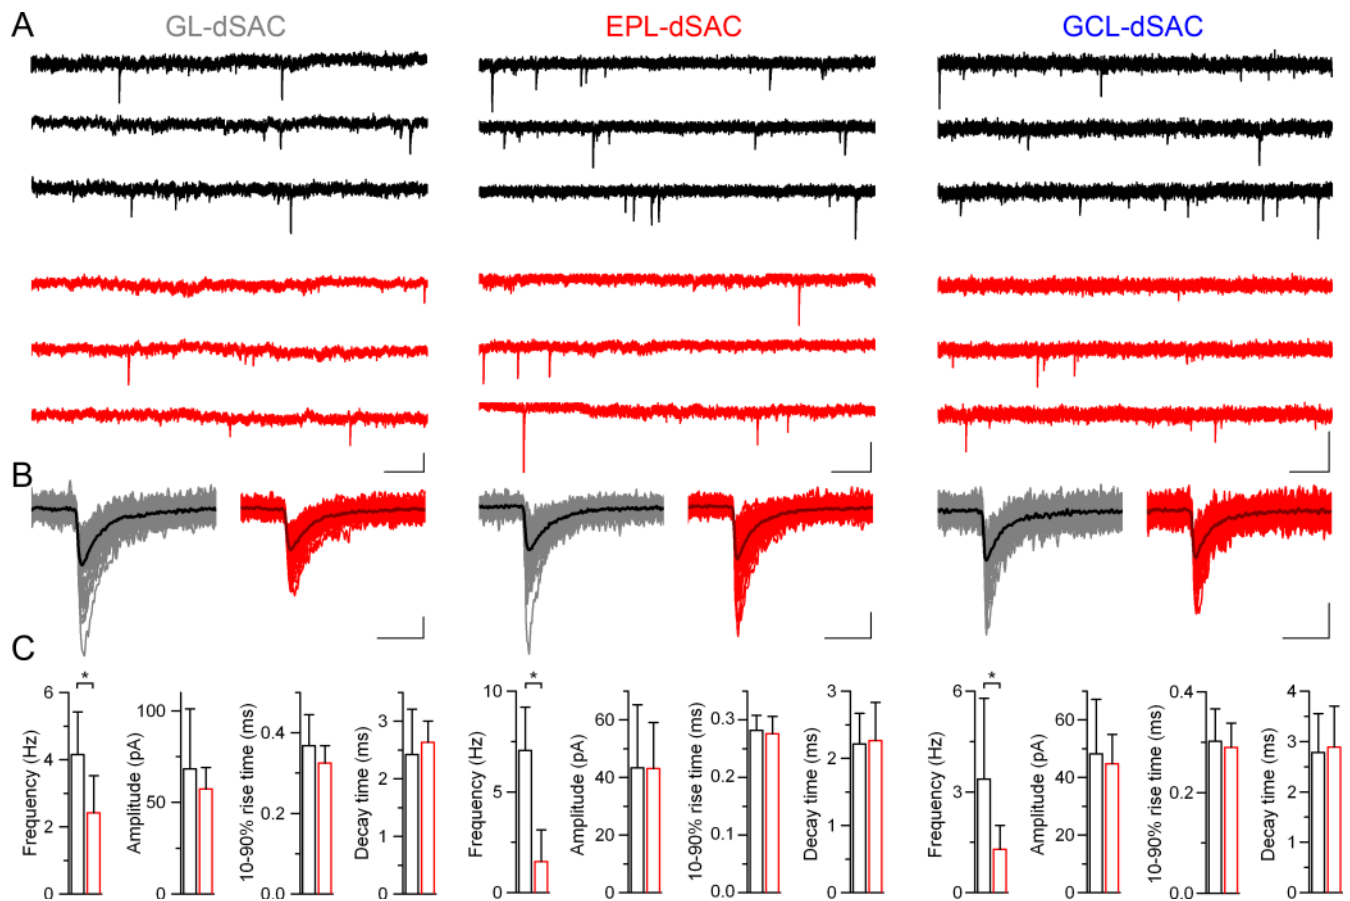 A
GL-dSAC
EPL-dSAC
GCL-dSAC
B
C
*
Frequency (Hz)
6
4
2
0
Amplitude (pA)
100
50
0
10-90% rise time (ms)
0.4
0.2
0.0
Decay time (ms)
3
2
1
0
*
Frequency (Hz)
10
5
0
Amplitude (pA)
60
40
20
0
10-90% rise time (ms)
0.3
0.2
0.1
0.0
Decay time (ms)
3
2
1
0
*
Frequency (Hz)
6
3
0
Amplitude (pA)
60
40
20
0
10-90% rise time (ms)
0.4
0.2
0.0
Decay time (ms)
4
3
2
1
0